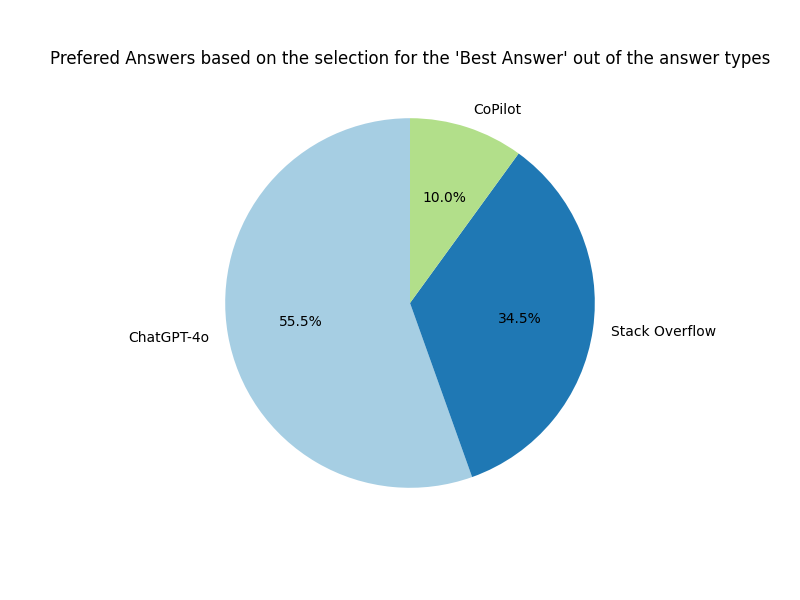 Prefered Answers based on the selection for the 'Best Answer' out of the answer types
CoPilot
10.0%
55.5%
34.5%
ChatGPT-4o
Stack Overflow